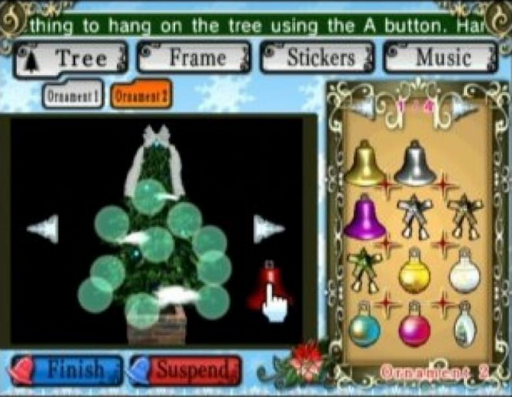 thing to hang on the tree using the A button. Har
Tree Frame Stickers Music
Ornament 1 Ornament 2
1/4
Finish Suspend
Ornament 2